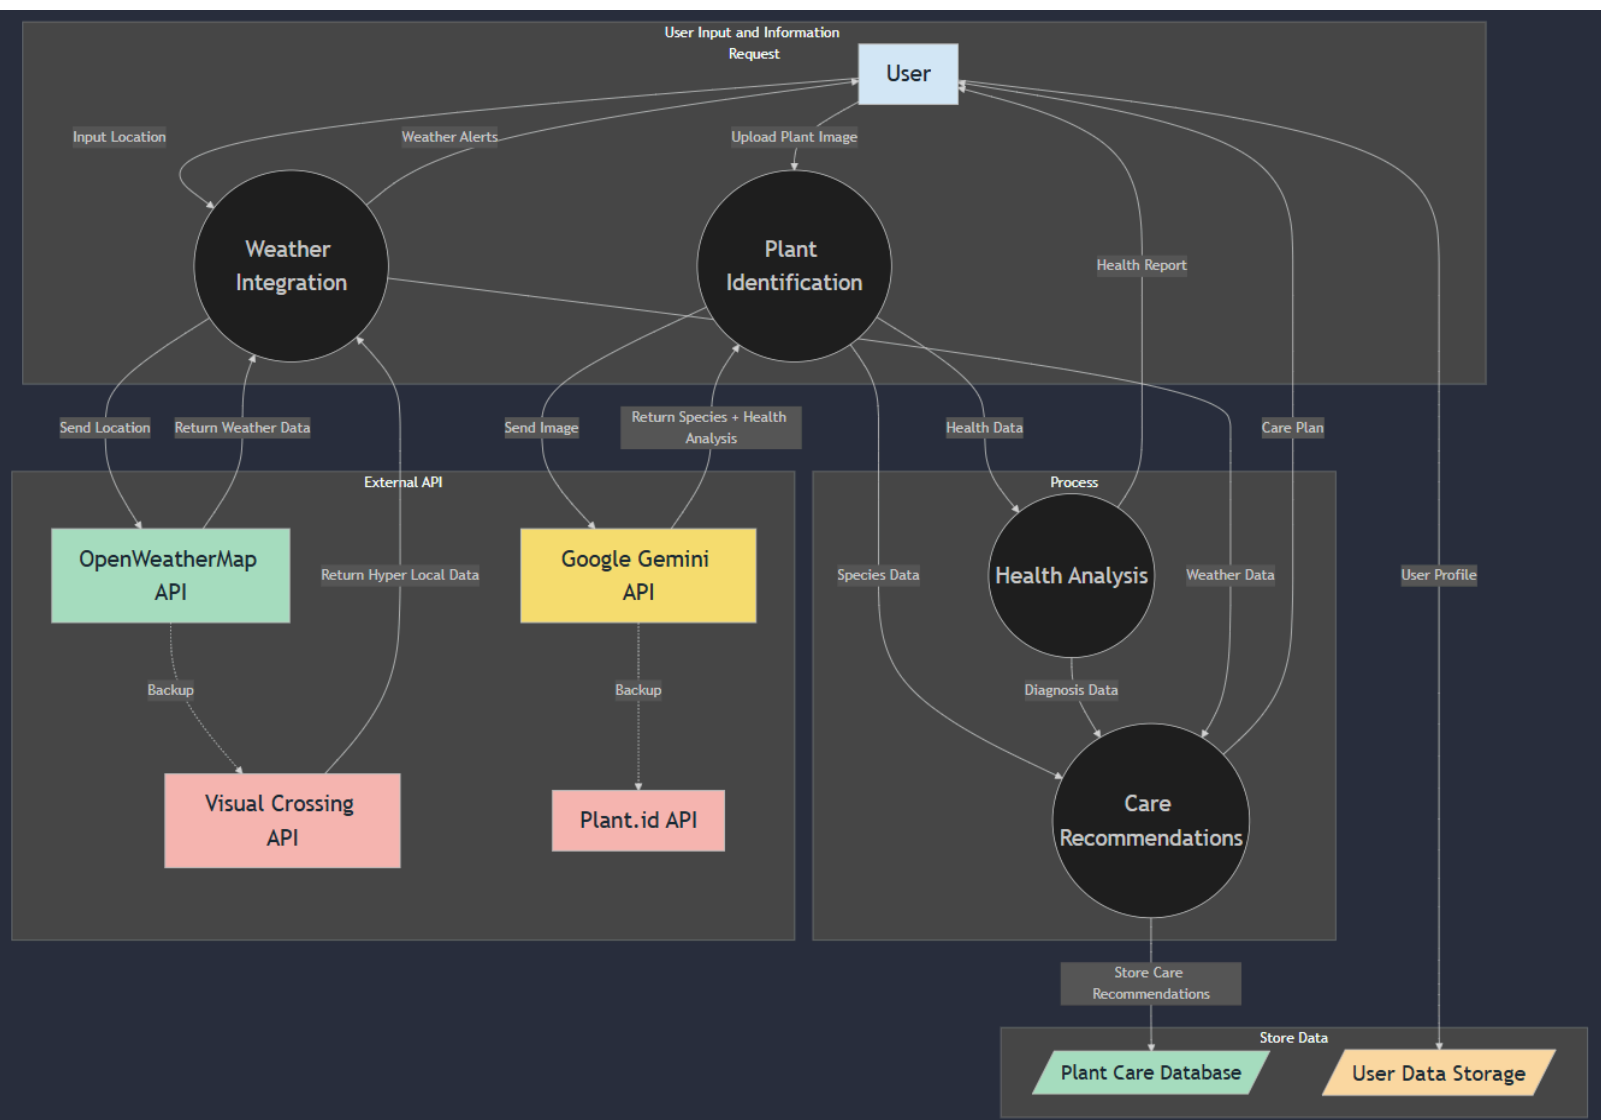 User Input and Information
Request
User
Input Location
Weather Alerts
Upload Plant Image
Weather
Integration
Plant
Identification
Health Report
Send Location
Return Weather Data
Send Image
Return Species + Health
Analysis
Health Data
Care Plan
External API
Process
OpenWeatherMap
API
Return Hyper Local Data
Google Gemini
API
Species Data
Health Analysis
Weather Data
User Profile
Backup
Backup
Diagnosis Data
Visual Crossing
API
Plant.id API
Care
Recommendations
Store Care
Recommendations
Store Data
Plant Care Database
User Data Storage